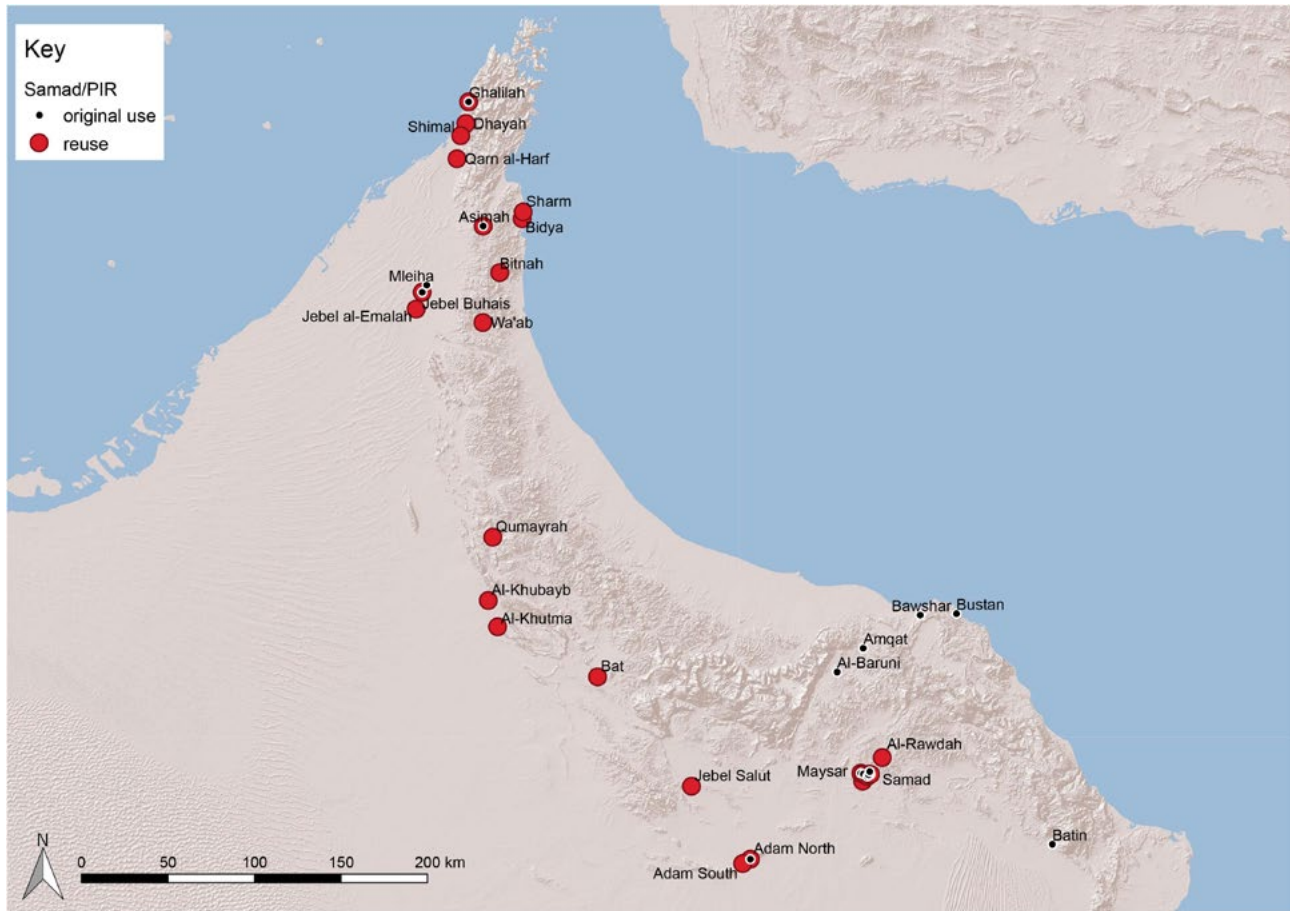 Key
Samad/PIR
original use
reuse
Ghalilah
Dhayah
Shimal
Qarn al-Harf
Sharm
Asimah
Bidya
Bitnah
Mleiha
Jebel Buhais
Jebel al-Emalah
Wa'ab
Qumayrah
Al-Khubayb
Al-Khutma
Bat
Bawshar
Bustan
Amqat
Al-Baruni
Al-Rawdah
Maysar
Samad
Jebel Salut
Batin
Adam North
Adam South
N
0 50 100 150 200 km